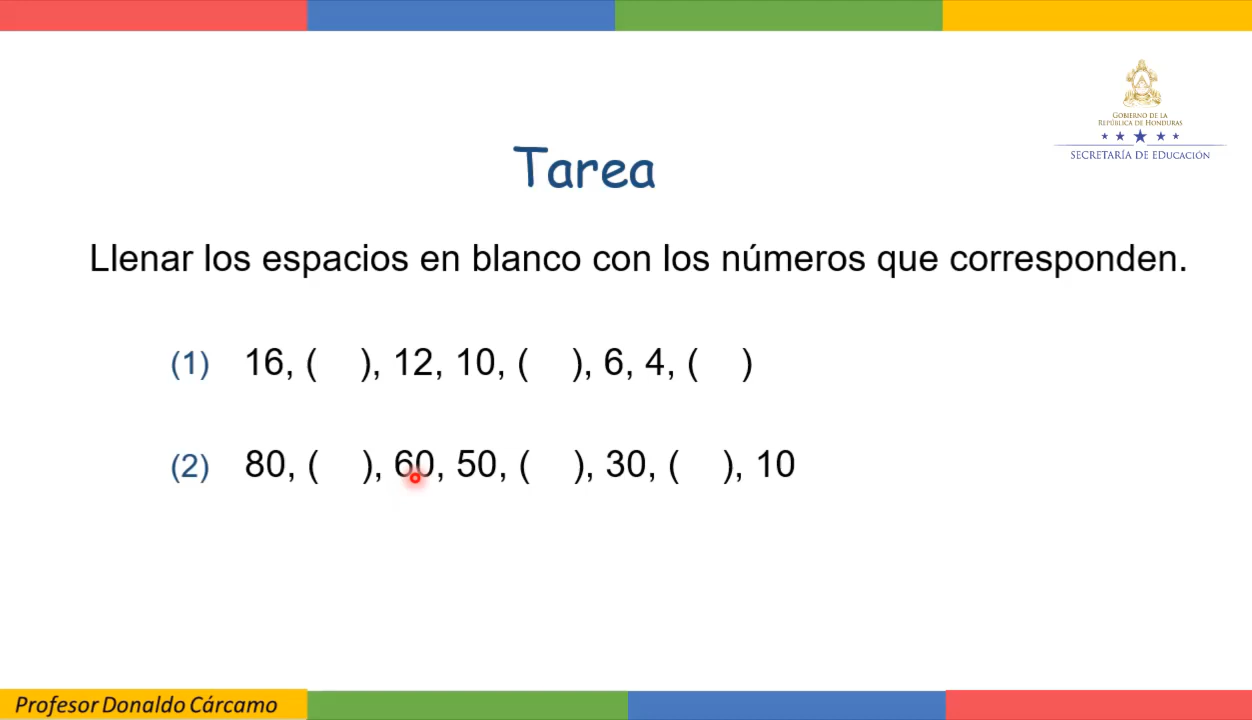 GOBIERNO DE LA
REPÚBLICA DE HONDURAS
SECRETARÍA DE EDUCACIÓN
Tarea
Llenar los espacios en blanco con los números que corresponden.
(1) 16, ( ), 12, 10, ( ), 6, 4, ( )
(2) 80, ( ), 60, 50, ( ), 30, ( ), 10
Profesor Donaldo Cárcamo